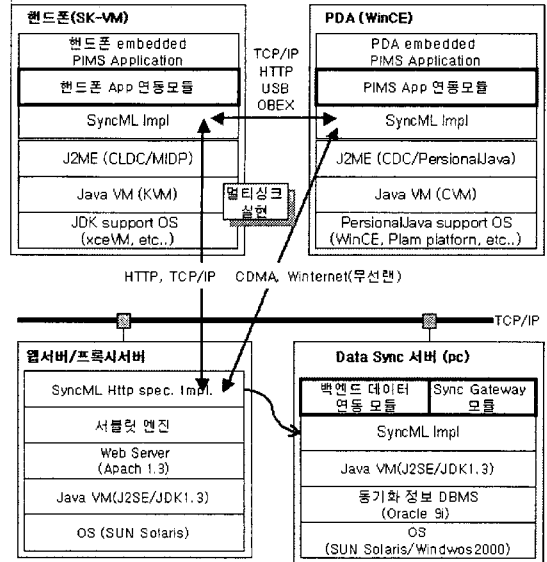 핸드폰(SK-VM)
핸드폰 embedded
PIMS Application
핸드폰 App 연동모듈
SyncML Impl
J2ME (CLDC/MIDP)
Java VM (KVM)
JDK support OS
(xceVM, etc..)
TCP/IP
HTTP
USB
OBEX
멀티싱크
실현
PDA (WinCE)
PDA embedded
PIMS Application
PIMS App 연동모듈
SyncML Impl
J2ME (CDC/PersionalJava)
Java VM (CVM)
PersionalJava support OS
(WinCE, Plam platform, etc..)
HTTP, TCP/IP
CDMA, Winternet(무선랜)
TCP/IP
웹서버/프록시서버
SyncML Http spec. Impl.
서블릿 엔진
Web Server
(Apach 1.3)
Java VM(J2SE/JDK1.3)
OS (SUN Solaris)
Data Sync 서버 (pc)
백엔드 데이터
연동 모듈
Sync Gateway
모듈
SyncML Impl
Java VM(J2SE/JDK1.3)
동기화 정보 DBMS
(Oracle 9i)
OS
(SUN Solaris/Windwos2000)